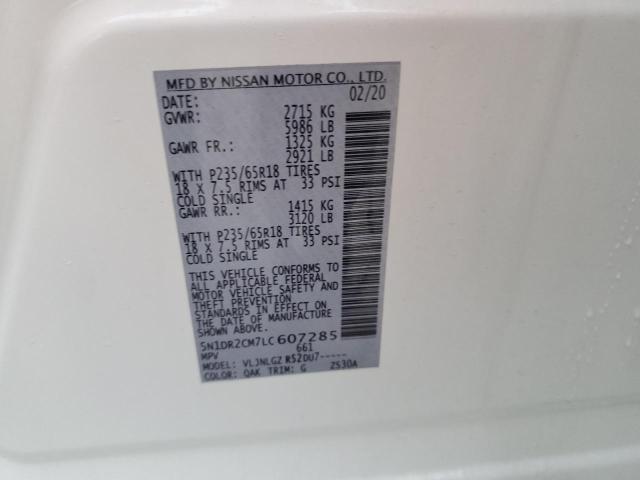 MFD BY NISSAN MOTOR CO., LTD.
DATE: 02/20
GVWR: 2715 KG
5986 LB
GAWR FR.: 1325 KG
2921 LB
WITH P235/65R18 TIRES
18 X 7.5 RIMS AT 33 PSI
COLD SINGLE
GAWR RR.: 1415 KG
3120 LB
WITH P235/65R18 TIRES
18 X 7.5 RIMS AT 33 PSI
COLD SINGLE
THIS VEHICLE CONFORMS TO
ALL APPLICABLE FEDERAL
MOTOR VEHICLE SAFETY AND
THEFT PREVENTION
STANDARDS IN EFFECT ON
THE DATE OF MANUFACTURE
SHOWN ABOVE.
5N1DR2CM7LC607285
MPV 661
MODEL: VLJNLGZ R52DU7-----
COLOR: QAK TRIM: G ZS30A